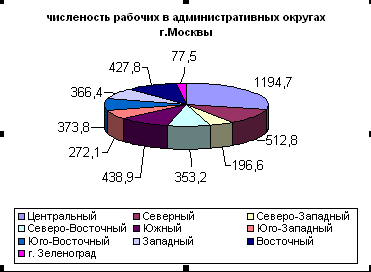 численость рабочих в административных округах
г.Москвы
77,5
427,8
1194,7
366,4
373,8
512,8
272,1
196,6
438,9
353,2
Центральный Северный Северо-Западный
Северо-Восточный Южный Юго-Западный
Юго-Восточный Западный Восточный
г. Зеленоград